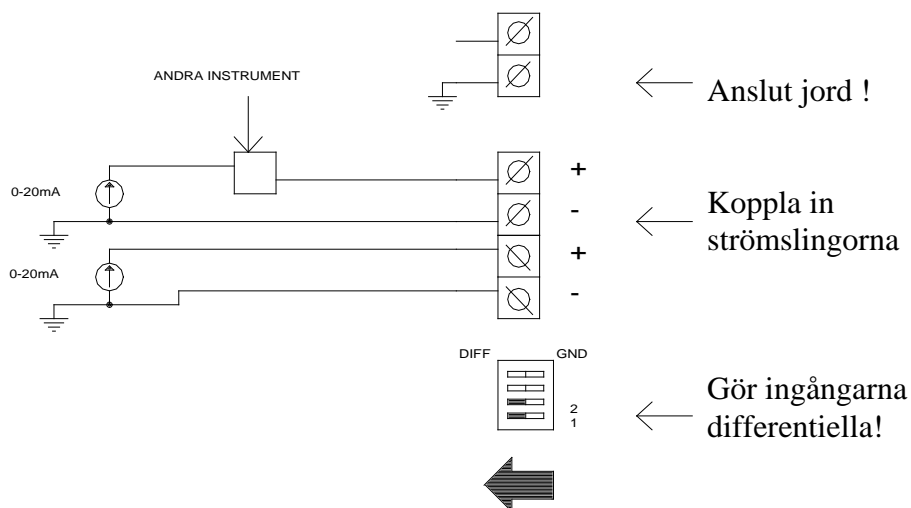 ANDRA INSTRUMENT
Anslut jord !
0-20mA
+
-
Koppla in
strömslingorna
0-20mA
+
-
DIFF GND
2
1
Gör ingångarna
differentiella!